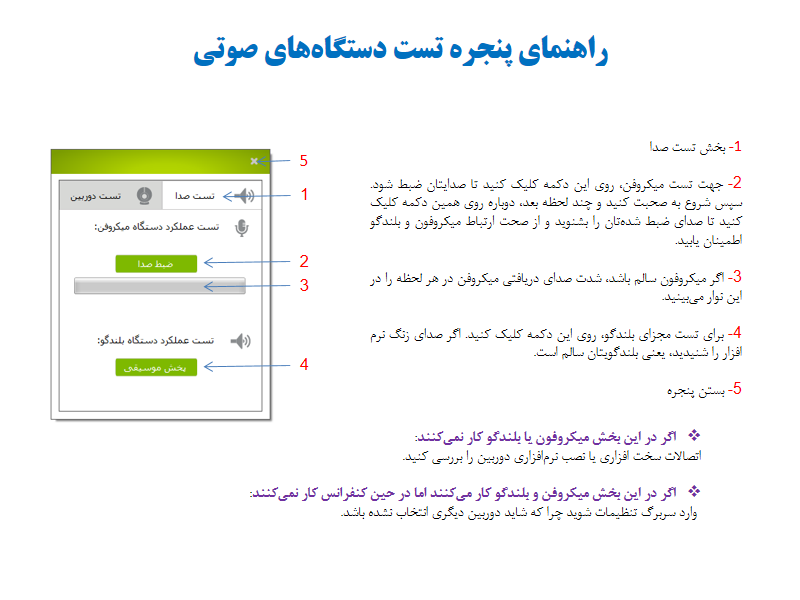 راهنمای پنجره تست دستگاه‌های صوتی
1- بخش تست صدا
2- جهت تست میکروفن، روی این دکمه کلیک کنید تا صدایتان ضبط شود.
سپس شروع به صحبت کنید و چند لحظه بعد، دوباره روی همین دکمه کلیک
کنید تا صدای ضبط شده‌تان را بشنوید و از صحت ارتباط میکروفون و بلندگو
اطمینان یابید.
3- اگر میکروفون سالم باشد، شدت صدای دریافتی میکروفن در هر لحظه را در
این نوار می‌بینید.
4- برای تست مجزای بلندگو، روی این دکمه کلیک کنید. اگر صدای زنگ نرم
افزار را شنیدید، یعنی بلندگویتان سالم است.
5- بستن پنجره
❖ اگر در این بخش میکروفون یا بلندگو کار نمی‌کنند:
اتصالات سخت افزاری یا نصب نرم‌افزاری دوربین را بررسی کنید.
❖ اگر در این بخش میکروفن و بلندگو کار می‌کنند اما در حین کنفرانس کار نمی‌کنند:
وارد سربرگ تنظیمات شوید چرا که شاید دوربین دیگری انتخاب نشده باشد.
5
تست صدا
تست دوربین
1
تست عملکرد دستگاه میکروفن:
ضبط صدا
2
3
تست عملکرد دستگاه بلندگو:
پخش موسیقی
4